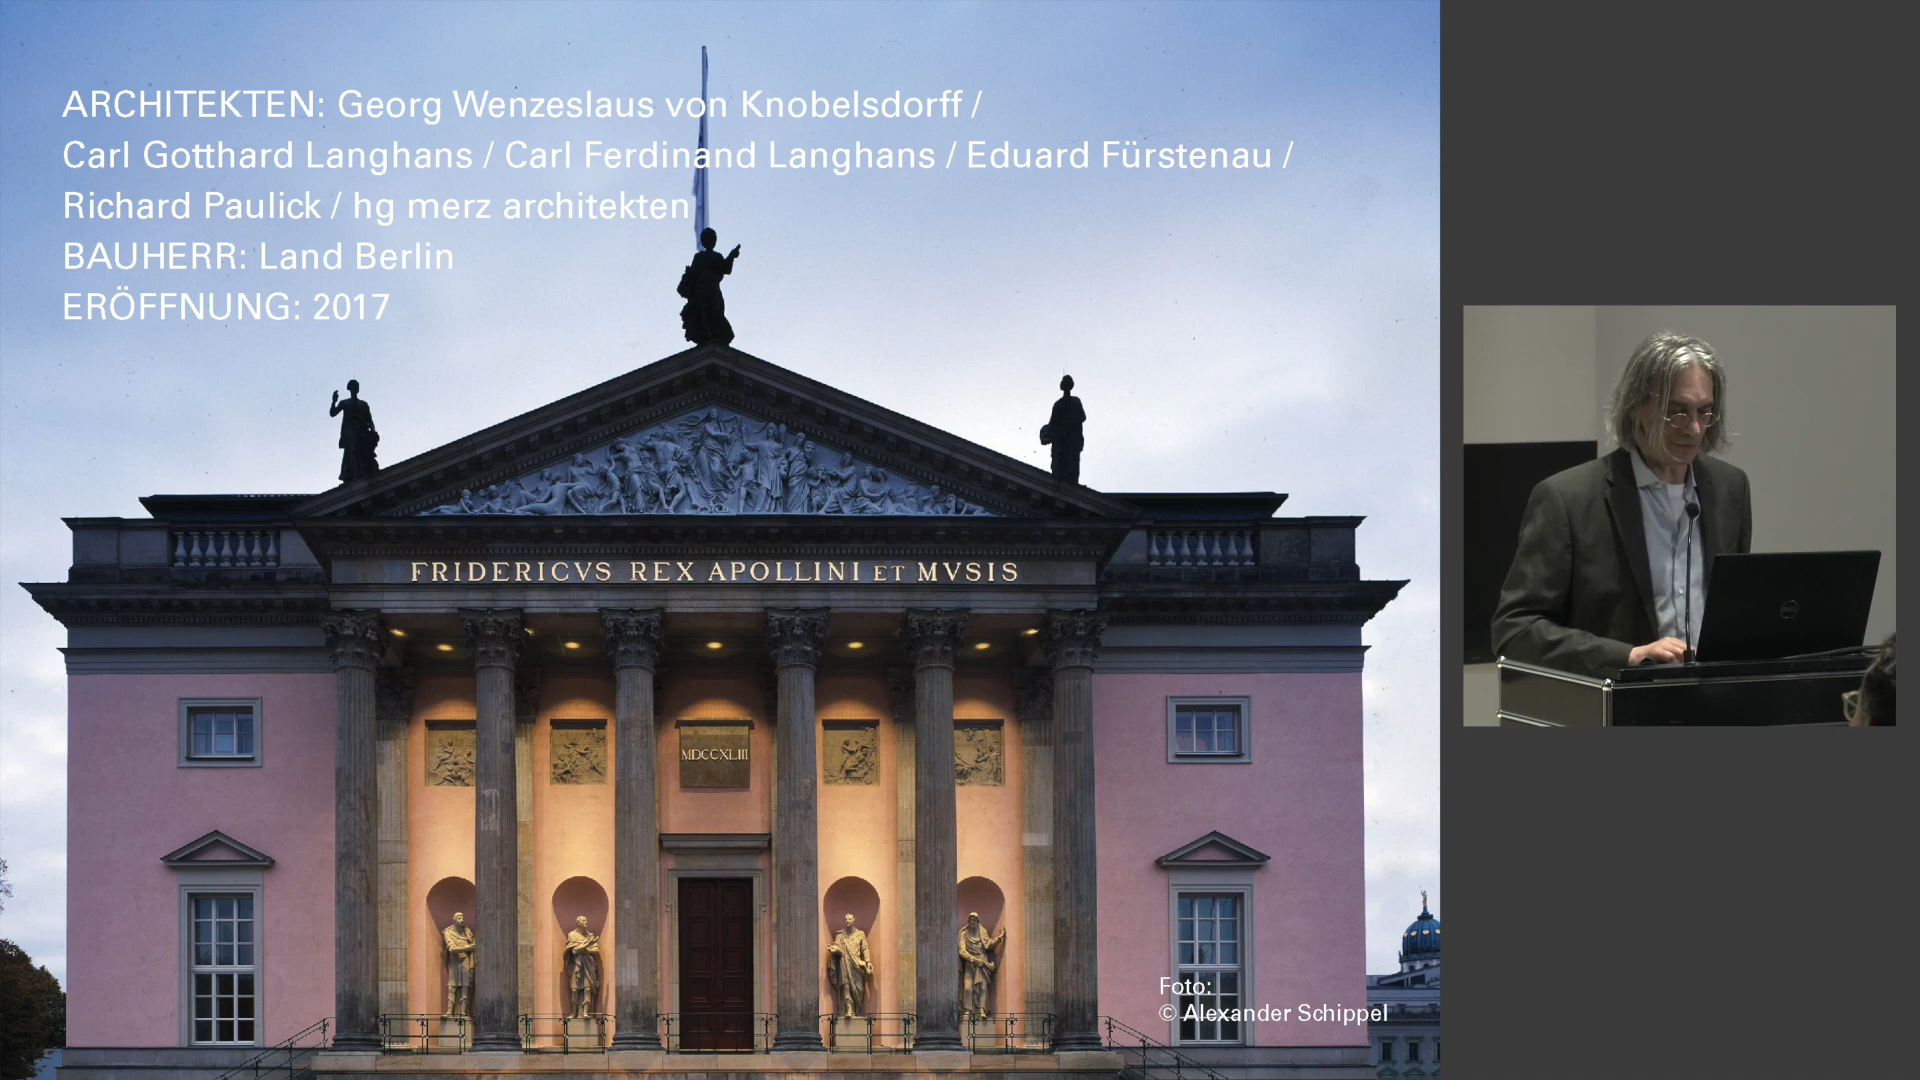 ARCHITEKTEN: Georg Wenzeslaus von Knobelsdorff /
Carl Gotthard Langhans / Carl Ferdinand Langhans / Eduard Fürstenau /
Richard Paulick / hg merz architekten
BAUHERR: Land Berlin
ERÖFFNUNG: 2017
FRIDERICVS REX APOLLINI ET MVSIS
MDCCXLIII
Foto:
© Alexander Schippel
DELL